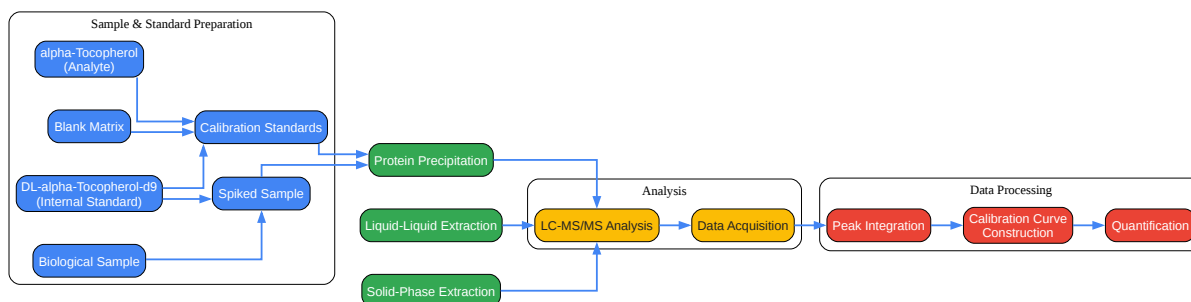 Sample & Standard Preparation
alpha-Tocopherol
(Analyte)
Blank Matrix
Calibration Standards
DL-alpha-Tocopherol-d9
(Internal Standard)
Spiked Sample
Biological Sample
Protein Precipitation
Liquid-Liquid Extraction
Solid-Phase Extraction
Analysis
LC-MS/MS Analysis
Data Acquisition
Data Processing
Peak Integration
Calibration Curve
Construction
Quantification